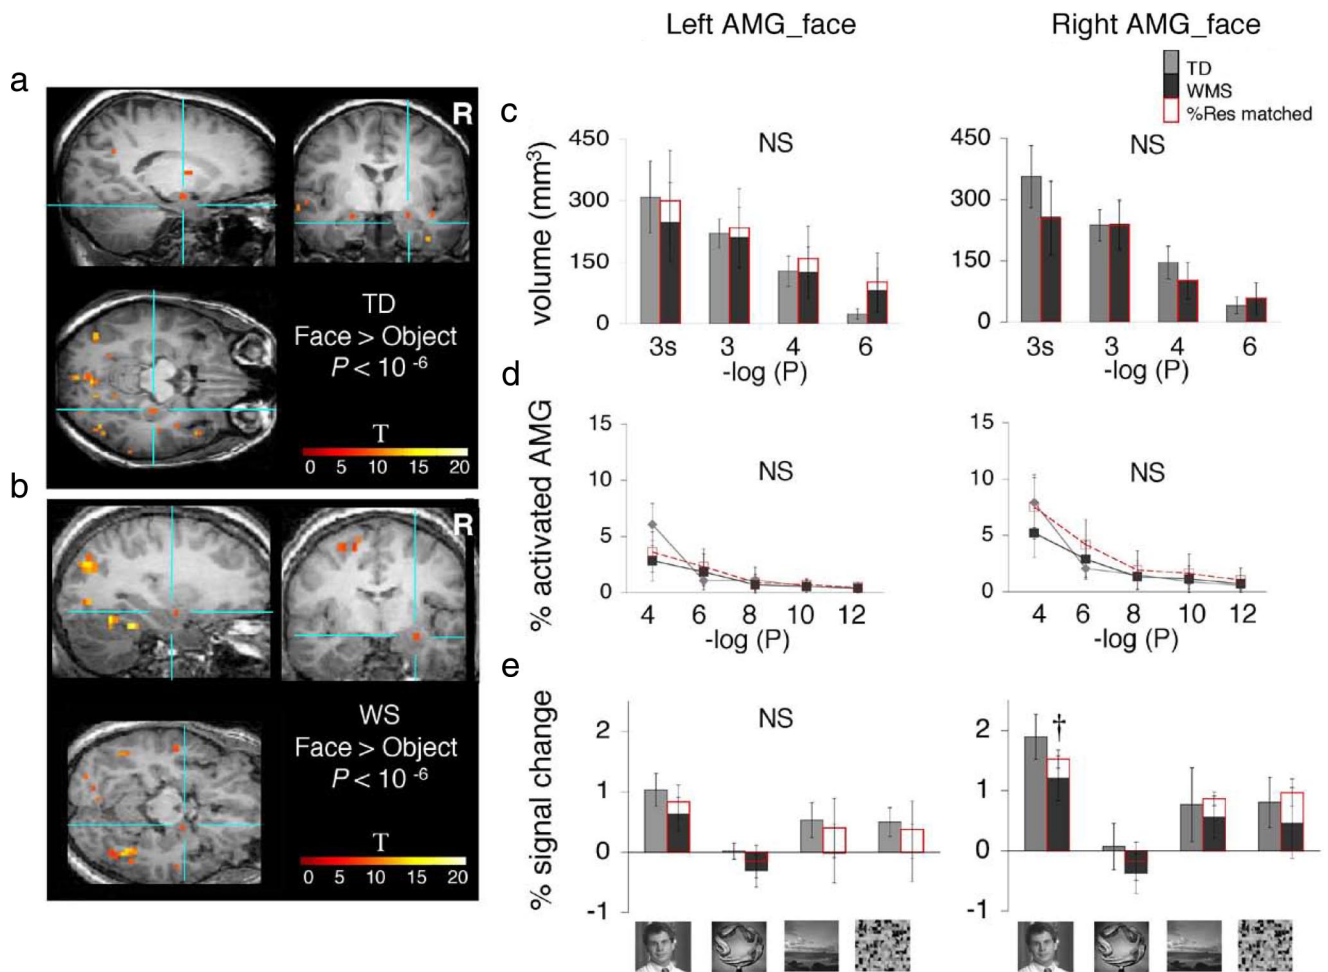 Left AMG_face
Right AMG_face
TD
WMS
%Res matched
a
R
TD
Face > Object
P < 10 -6
T
0 5 10 15 20
b
R
WS
Face > Object
P < 10 -6
T
0 5 10 15 20
c
volume (mm3)
450
300
150
0
NS
3s 3 4 6
-log (P)
450
300
150
0
NS
3s 3 4 6
-log (P)
d
% activated AMG
15
10
5
0
NS
4 6 8 10 12
-log (P)
15
10
5
0
NS
4 6 8 10 12
-log (P)
e
% signal change
2
1
0
-1
NS
2
1
0
-1
†